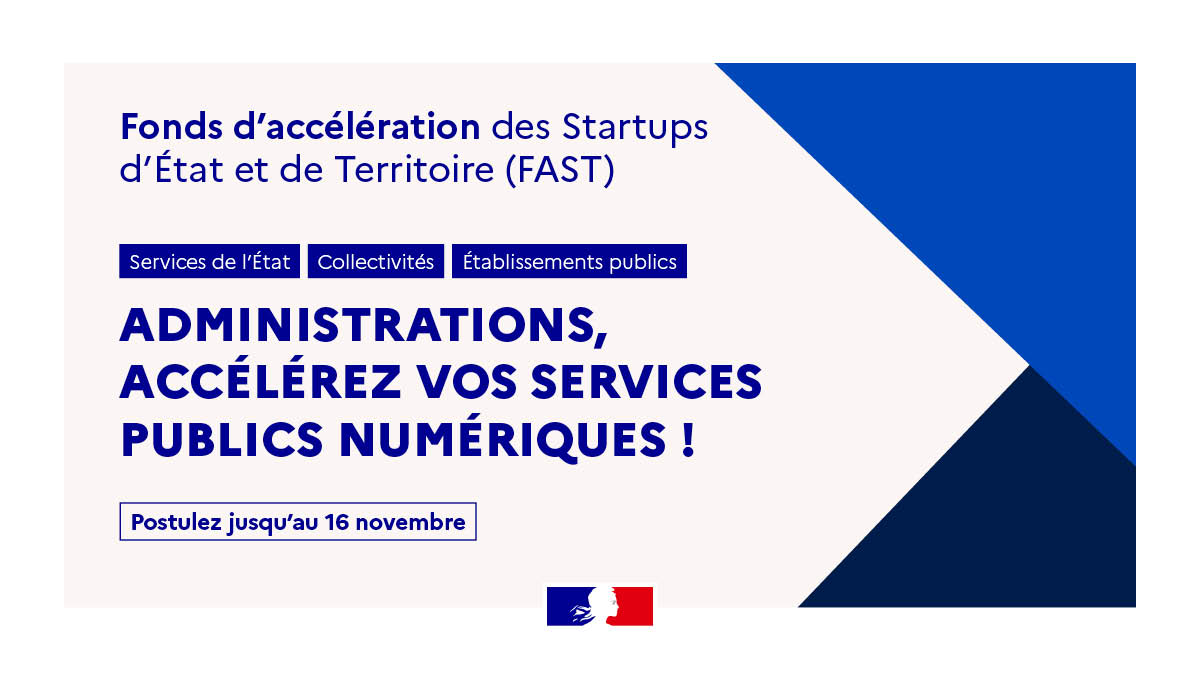 Fonds d’accélération des Startups
d’État et de Territoire (FAST)
Services de l’État Collectivités Établissements publics
ADMINISTRATIONS,
ACCÉLÉREZ VOS SERVICES
PUBLICS NUMÉRIQUES !
Postulez jusqu’au 16 novembre